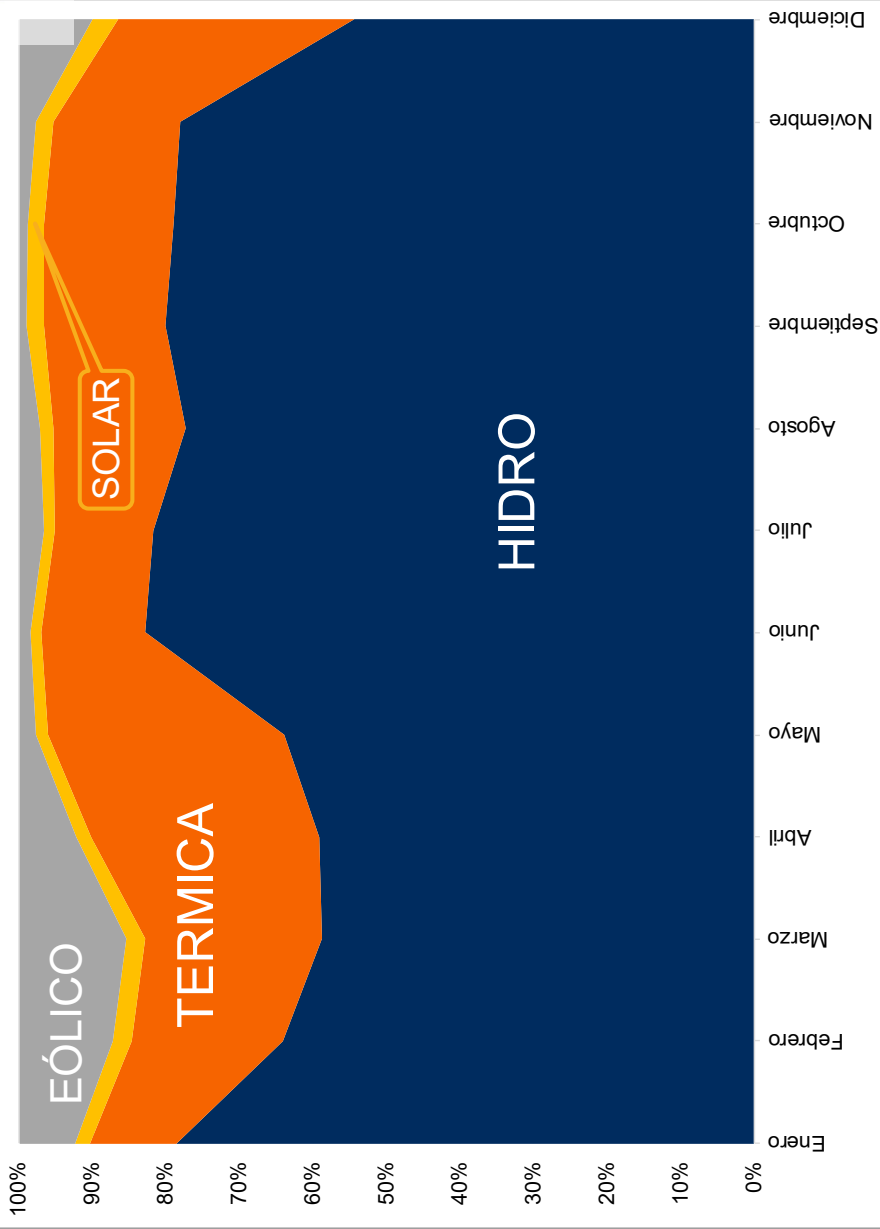 EÓLICO
SOLAR
TERMICA
HIDRO
100%
90%
80%
70%
60%
50%
40%
30%
20%
10%
0%
Enero
Febrero
Marzo
Abril
Mayo
Junio
Julio
Agosto
Septiembre
Octubre
Noviembre
Diciembre